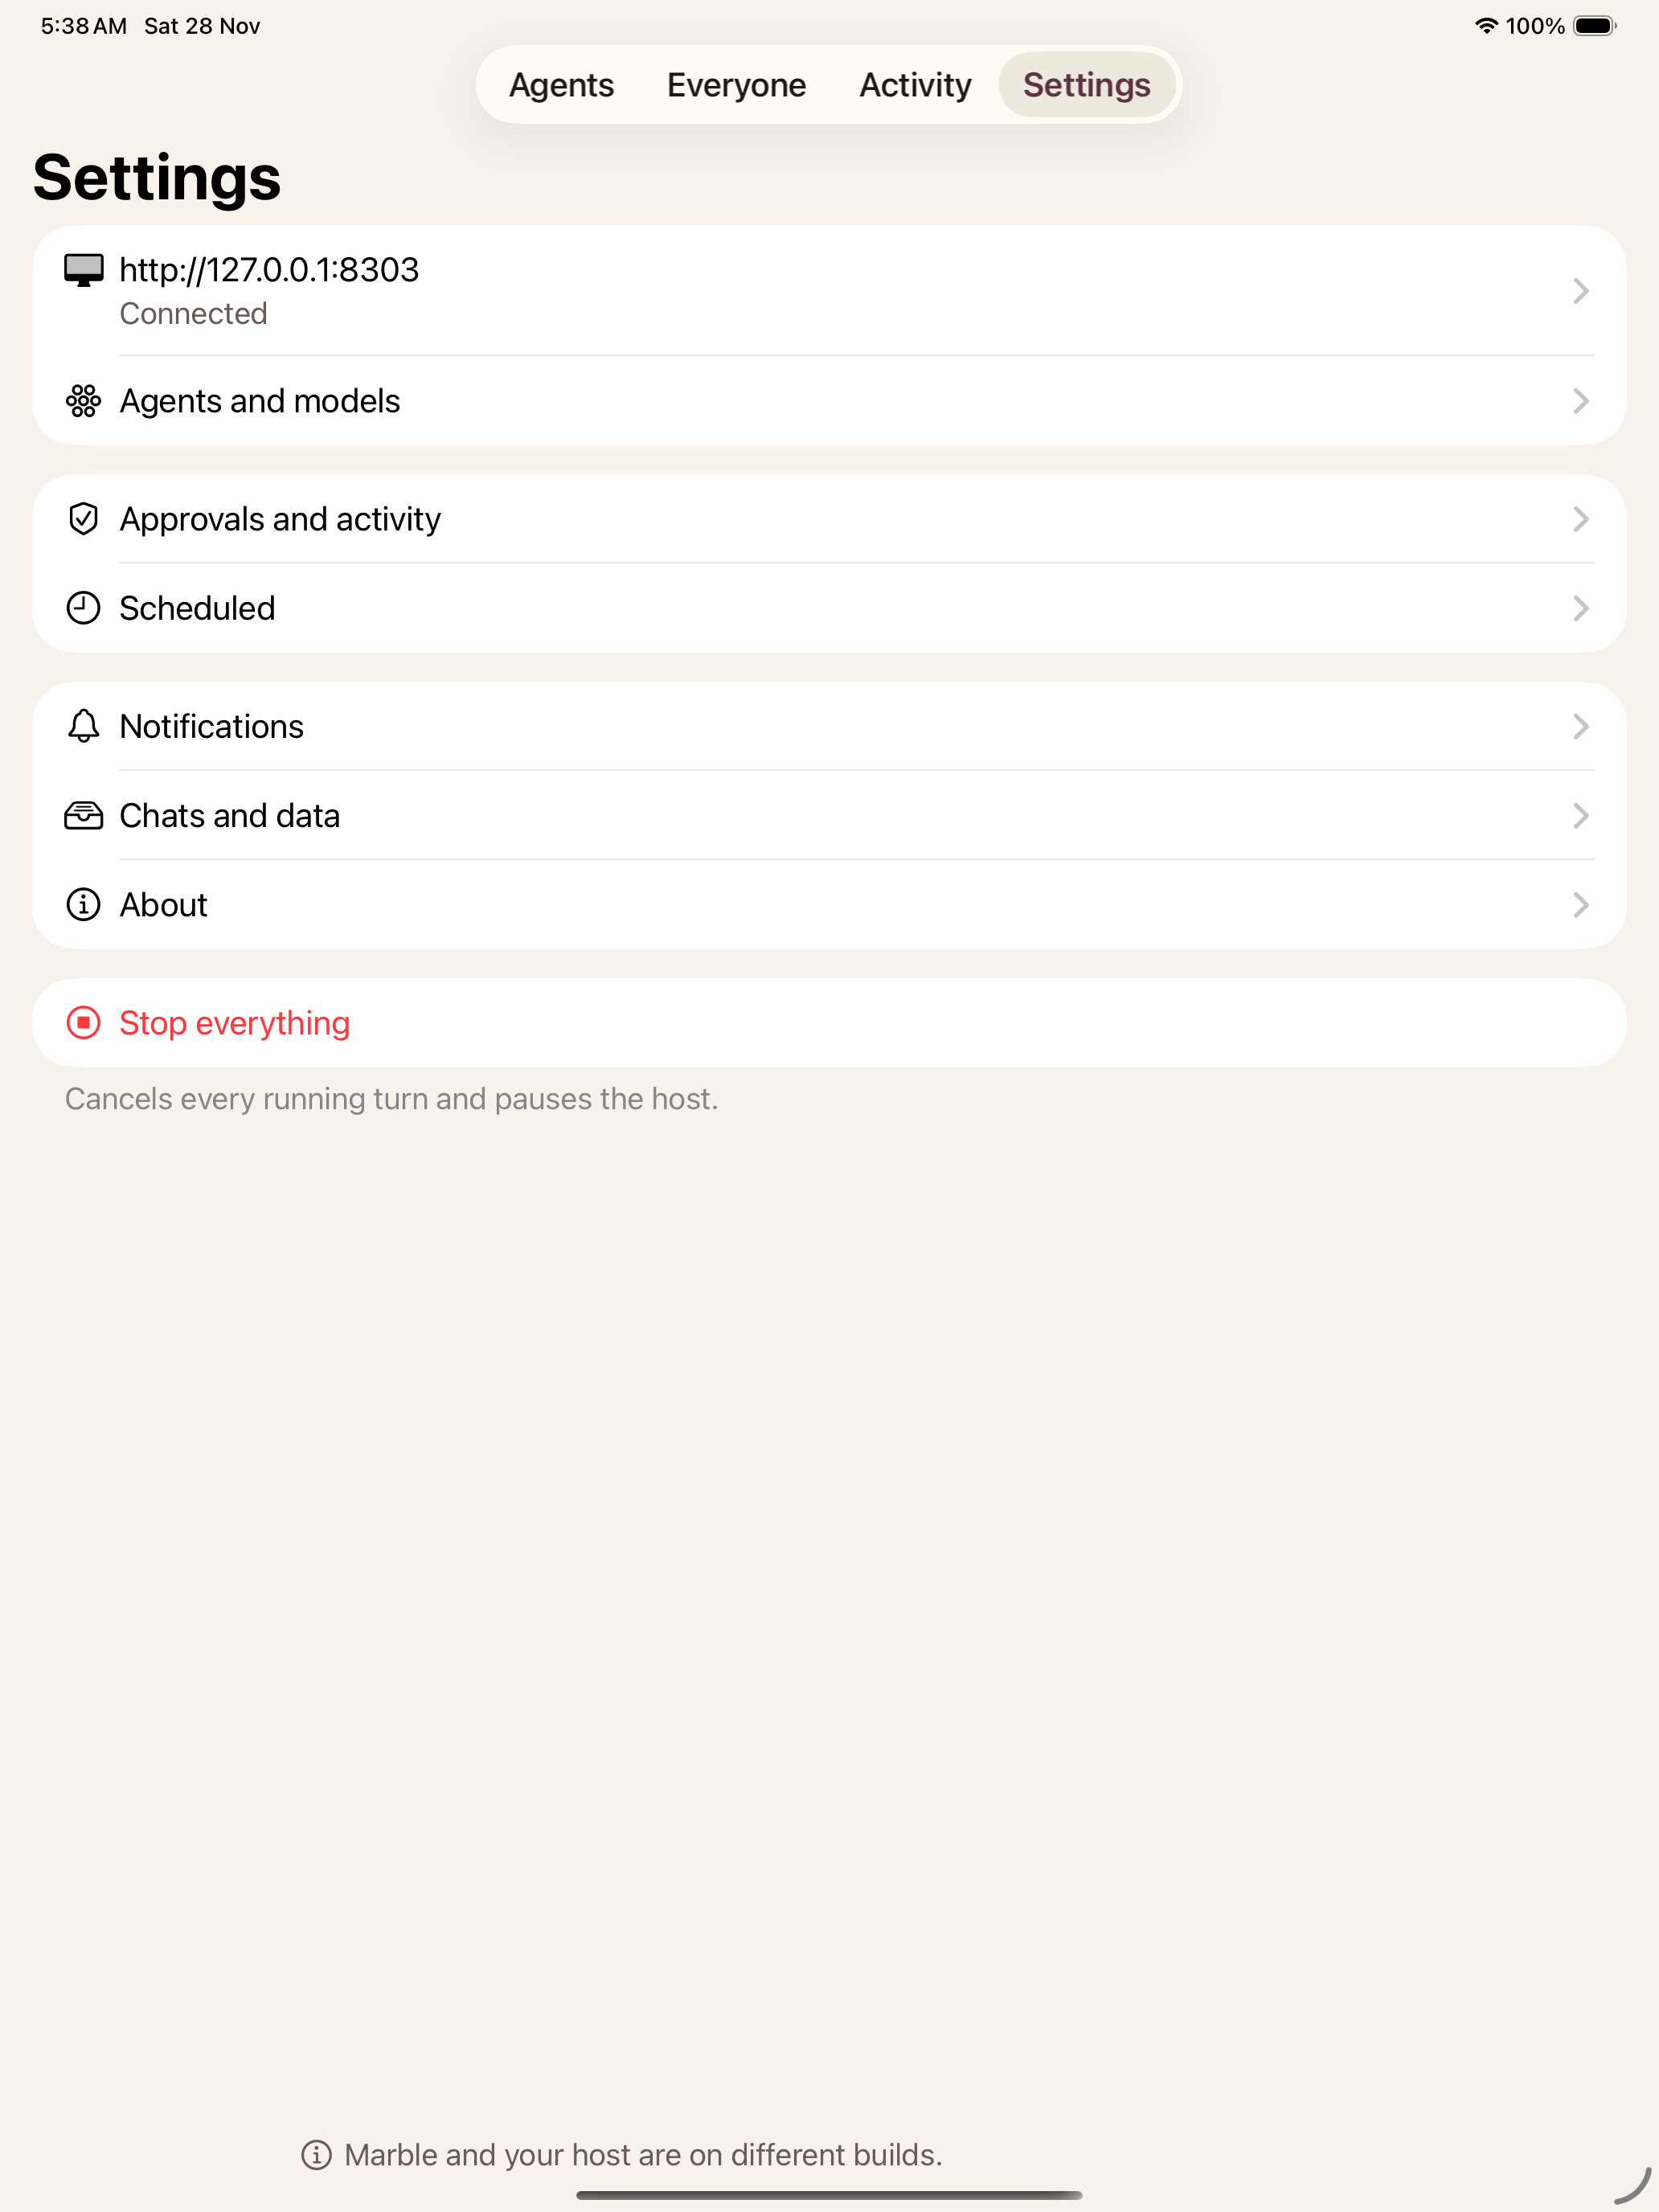 5:38 AM Sat 28 Nov
100%
Agents Everyone Activity Settings
Settings
http://127.0.0.1:8303
Connected
Agents and models
Approvals and activity
Scheduled
Notifications
Chats and data
About
Stop everything
Cancels every running turn and pauses the host.
Marble and your host are on different builds.